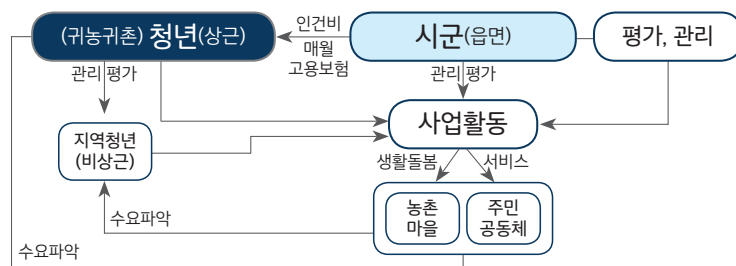 (귀농귀촌) 청년(상근)
인건비
매월
고용보험
시군(읍면)
평가, 관리
관리 평가
관리 평가
지역청년
(비상근)
사업활동
생활돌봄
서비스
농촌
마을
주민
공동체
수요파악
수요파악